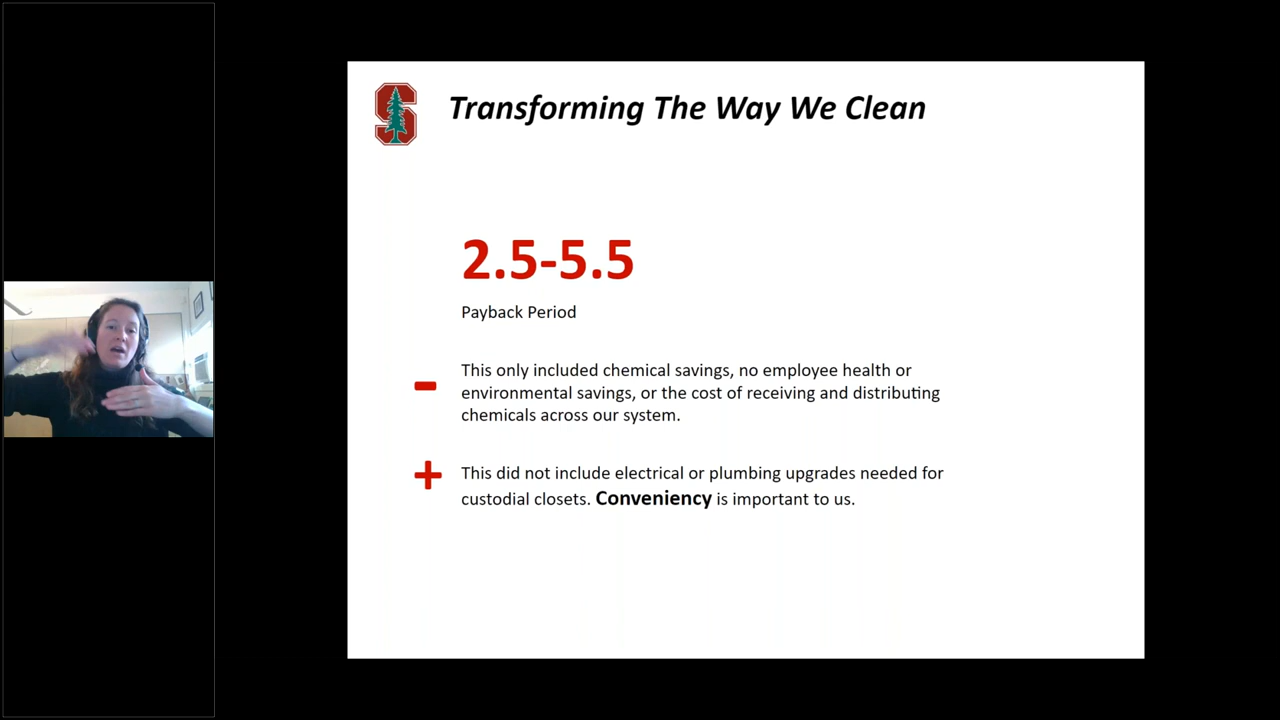 Transforming The Way We Clean
2.5-5.5
Payback Period
This only included chemical savings, no employee health or
environmental savings, or the cost of receiving and distributing
chemicals across our system.
This did not include electrical or plumbing upgrades needed for
custodial closets. Conveniency is important to us.